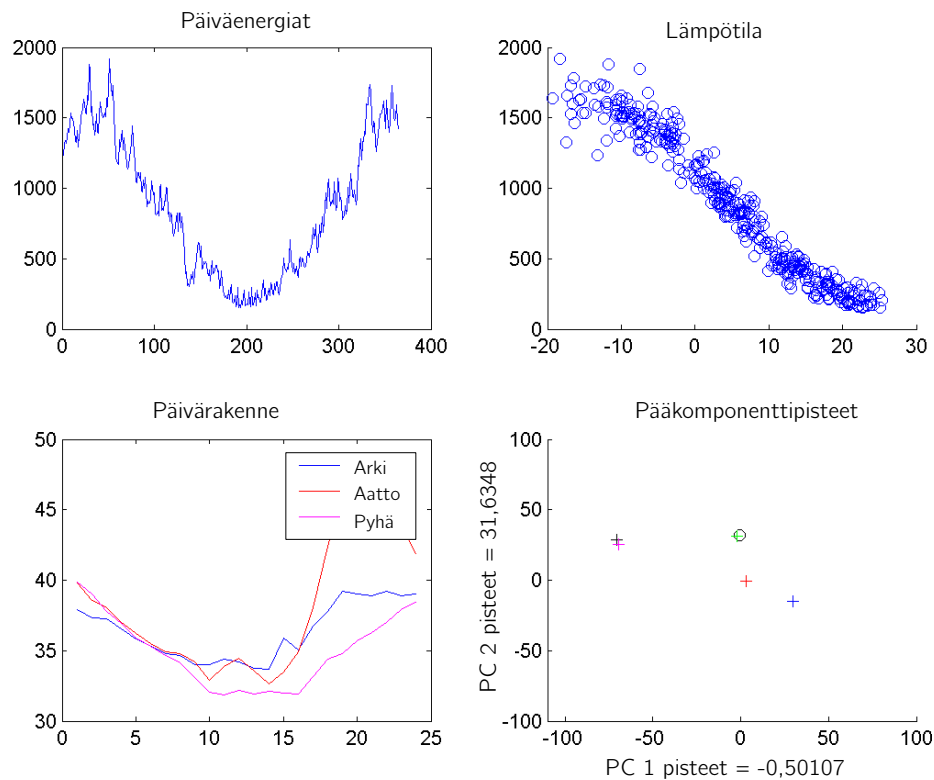 Päiväenergiat
2000
1500
1000
500
0
0 100 200 300 400
Lämpötila
2000
1500
1000
500
0
-20 -10 0 10 20 30
Päivärakenne
50
45
40
35
30
0 5 10 15 20 25
Arki
Aatto
Pyhä
Pääkomponenttipisteet
PC 2 pisteet = 31,6348
100
50
0
-50
-100
-100 -50 0 50 100
PC 1 pisteet = -0,50107